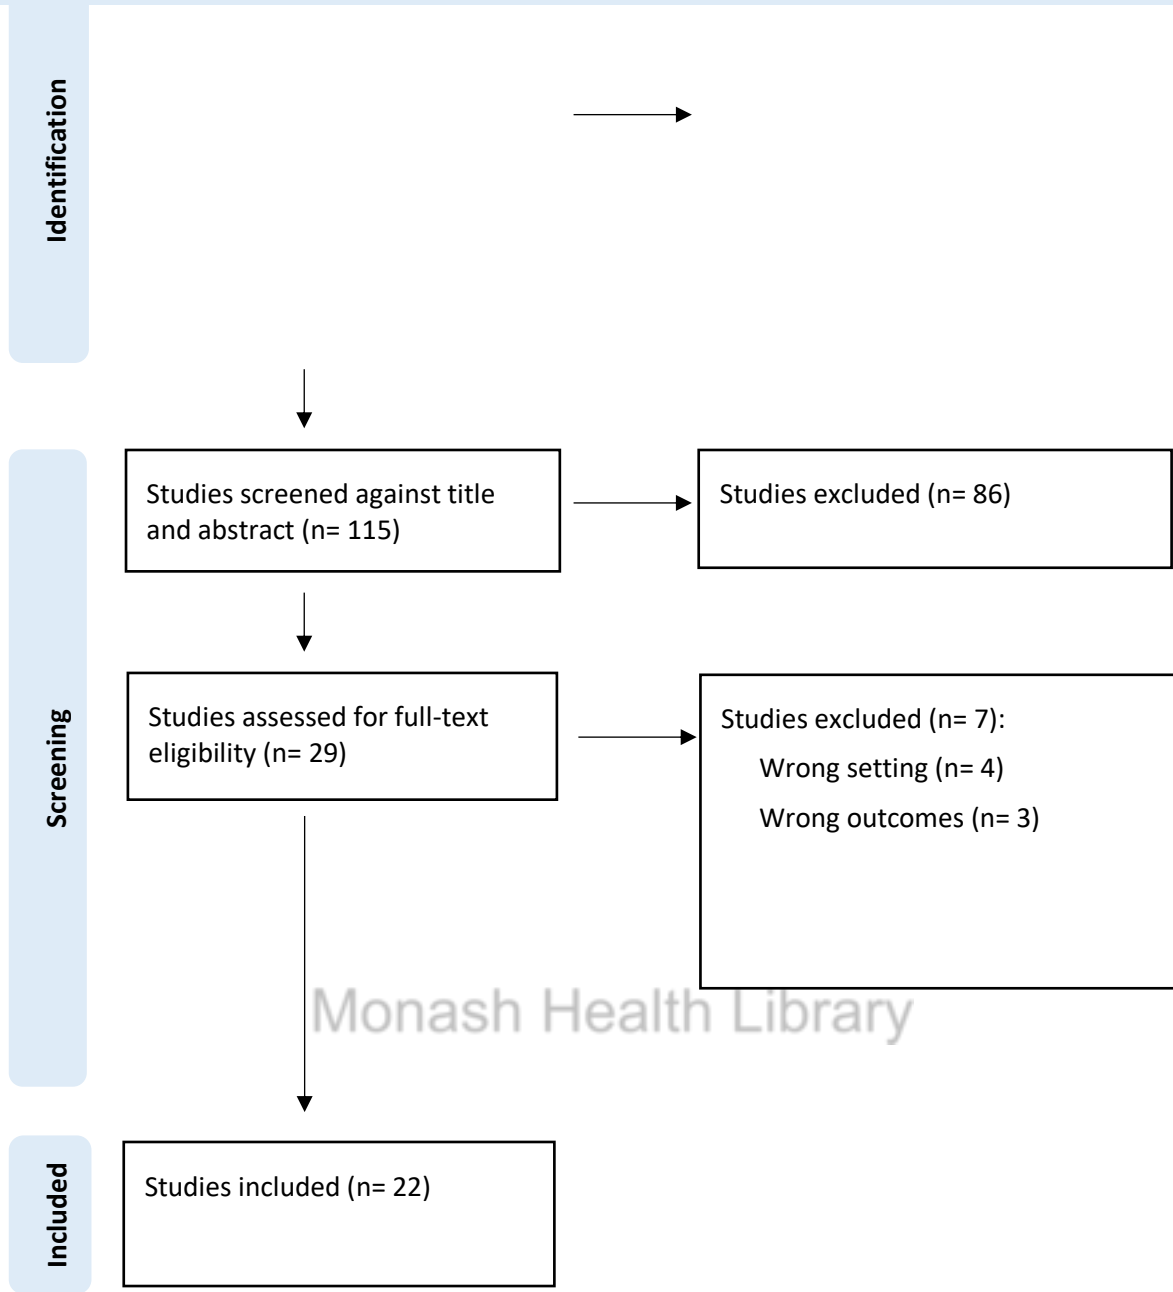 Identification
Studies screened against title
and abstract (n= 115)
Studies excluded (n= 86)
Screening
Studies assessed for full-text
eligibility (n= 29)
Studies excluded (n= 7):
Wrong setting (n= 4)
Wrong outcomes (n= 3)
Monash Health Library
Included
Studies included (n= 22)